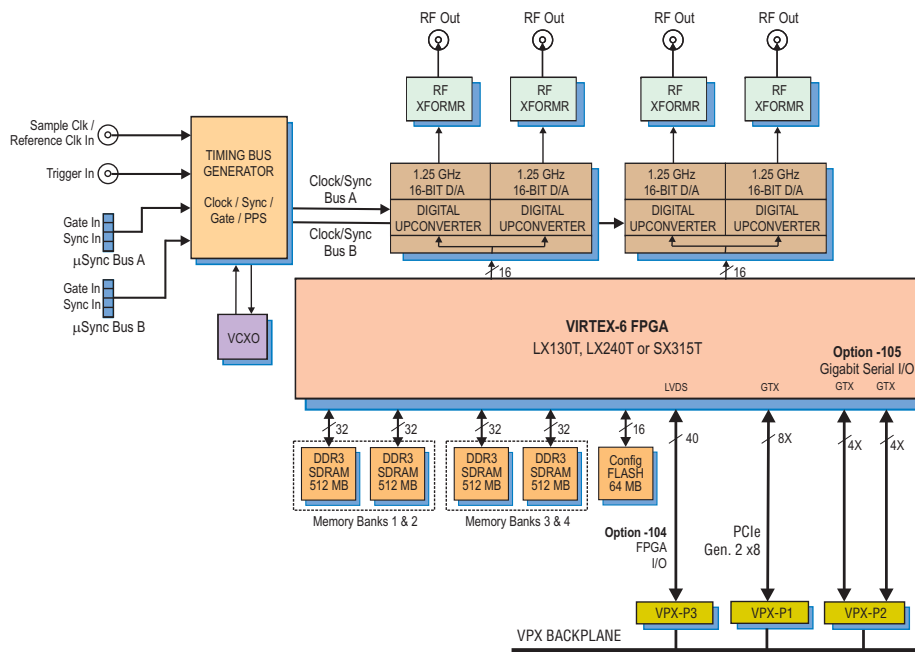 RF Out
RF Out
RF Out
RF Out
RF
XFORMR
RF
XFORMR
RF
XFORMR
RF
XFORMR
Sample Clk /
Reference Clk In
Trigger In
Gate In
Sync In
μSync Bus A
Gate In
Sync In
μSync Bus B
TIMING BUS
GENERATOR
Clock / Sync /
Gate / PPS
VCXO
Clock/Sync
Bus A
Clock/Sync
Bus B
1.25 GHz
16-BIT D/A
1.25 GHz
16-BIT D/A
DIGITAL
UPCONVERTER
DIGITAL
UPCONVERTER
16
1.25 GHz
16-BIT D/A
1.25 GHz
16-BIT D/A
DIGITAL
UPCONVERTER
DIGITAL
UPCONVERTER
16
VIRTEX-6 FPGA
LX130T, LX240T or SX315T
Option -105
Gigabit Serial I/O
LVDS
GTX
GTX
GTX
32
32
32
32
16
40
8X
4X
4X
DDR3
SDRAM
512 MB
DDR3
SDRAM
512 MB
Memory Banks 1 & 2
DDR3
SDRAM
512 MB
DDR3
SDRAM
512 MB
Memory Banks 3 & 4
Config
FLASH
64 MB
Option -104
FPGA
I/O
PCIe
Gen. 2 x8
VPX-P3
VPX-P1
VPX-P2
VPX BACKPLANE